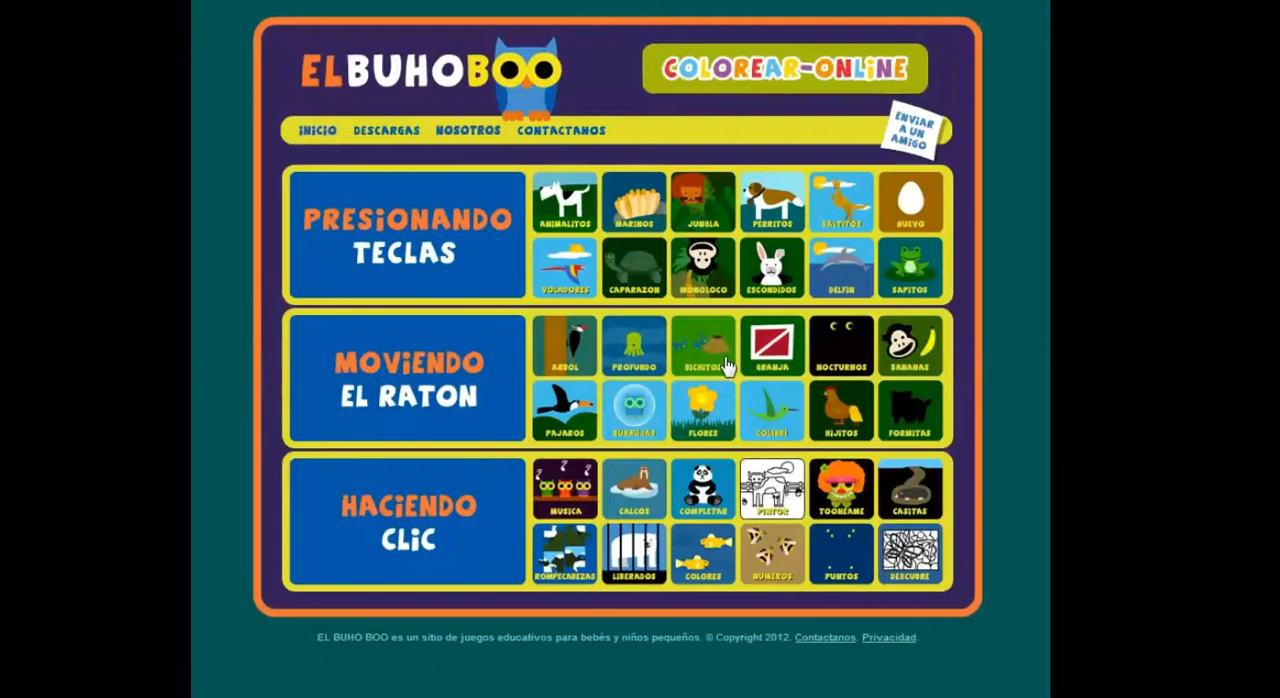 ELBUHOBOO
COLOREAR-ONLINE
INICIO DESCARGAS NOSOTROS CONTACTANOS
ENVIAR
A UN
AMIGO
PRESIONANDO
TECLAS
ANIMALITOS MARINOS JUNGLA PERRITOS SALTITOS HUEVO
VOLADORES CAPARAZON MONOLOCO ESCONDIDOS DELFIN SAPITOS
MOVIENDO
EL RATON
ARBOL PROFUNDO BICHITOS GRANJA NOCTURNOS BANANAS
PAJAROS BURBUJAS FLORES COLIBRI HIJITOS FORMITAS
HACIENDO
CLIC
MUSICA CALCOS COMPLETAR PINTOR TOONEAME CASITAS
ROMPECABEZAS LIBERADOS COLORES NUMEROS PUNTOS DESCUBRE
EL BUHO BOO es un sitio de juegos educativos para bebés y niños pequeños. © Copyright 2012. Contactanos. Privacidad.